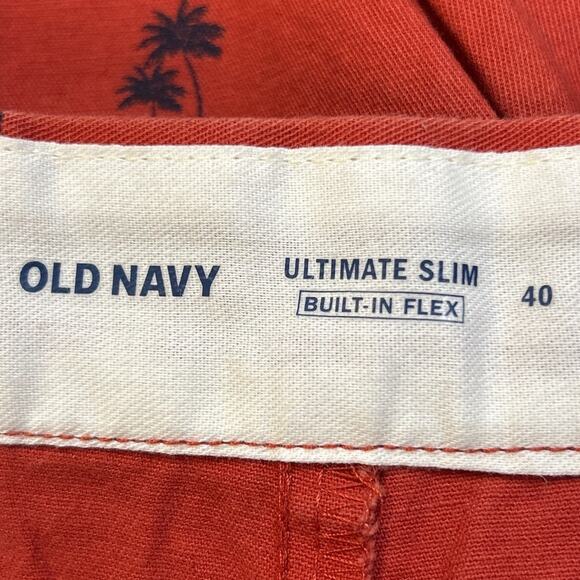 OLD NAVY
ULTIMATE SLIM
BUILT-IN FLEX
40